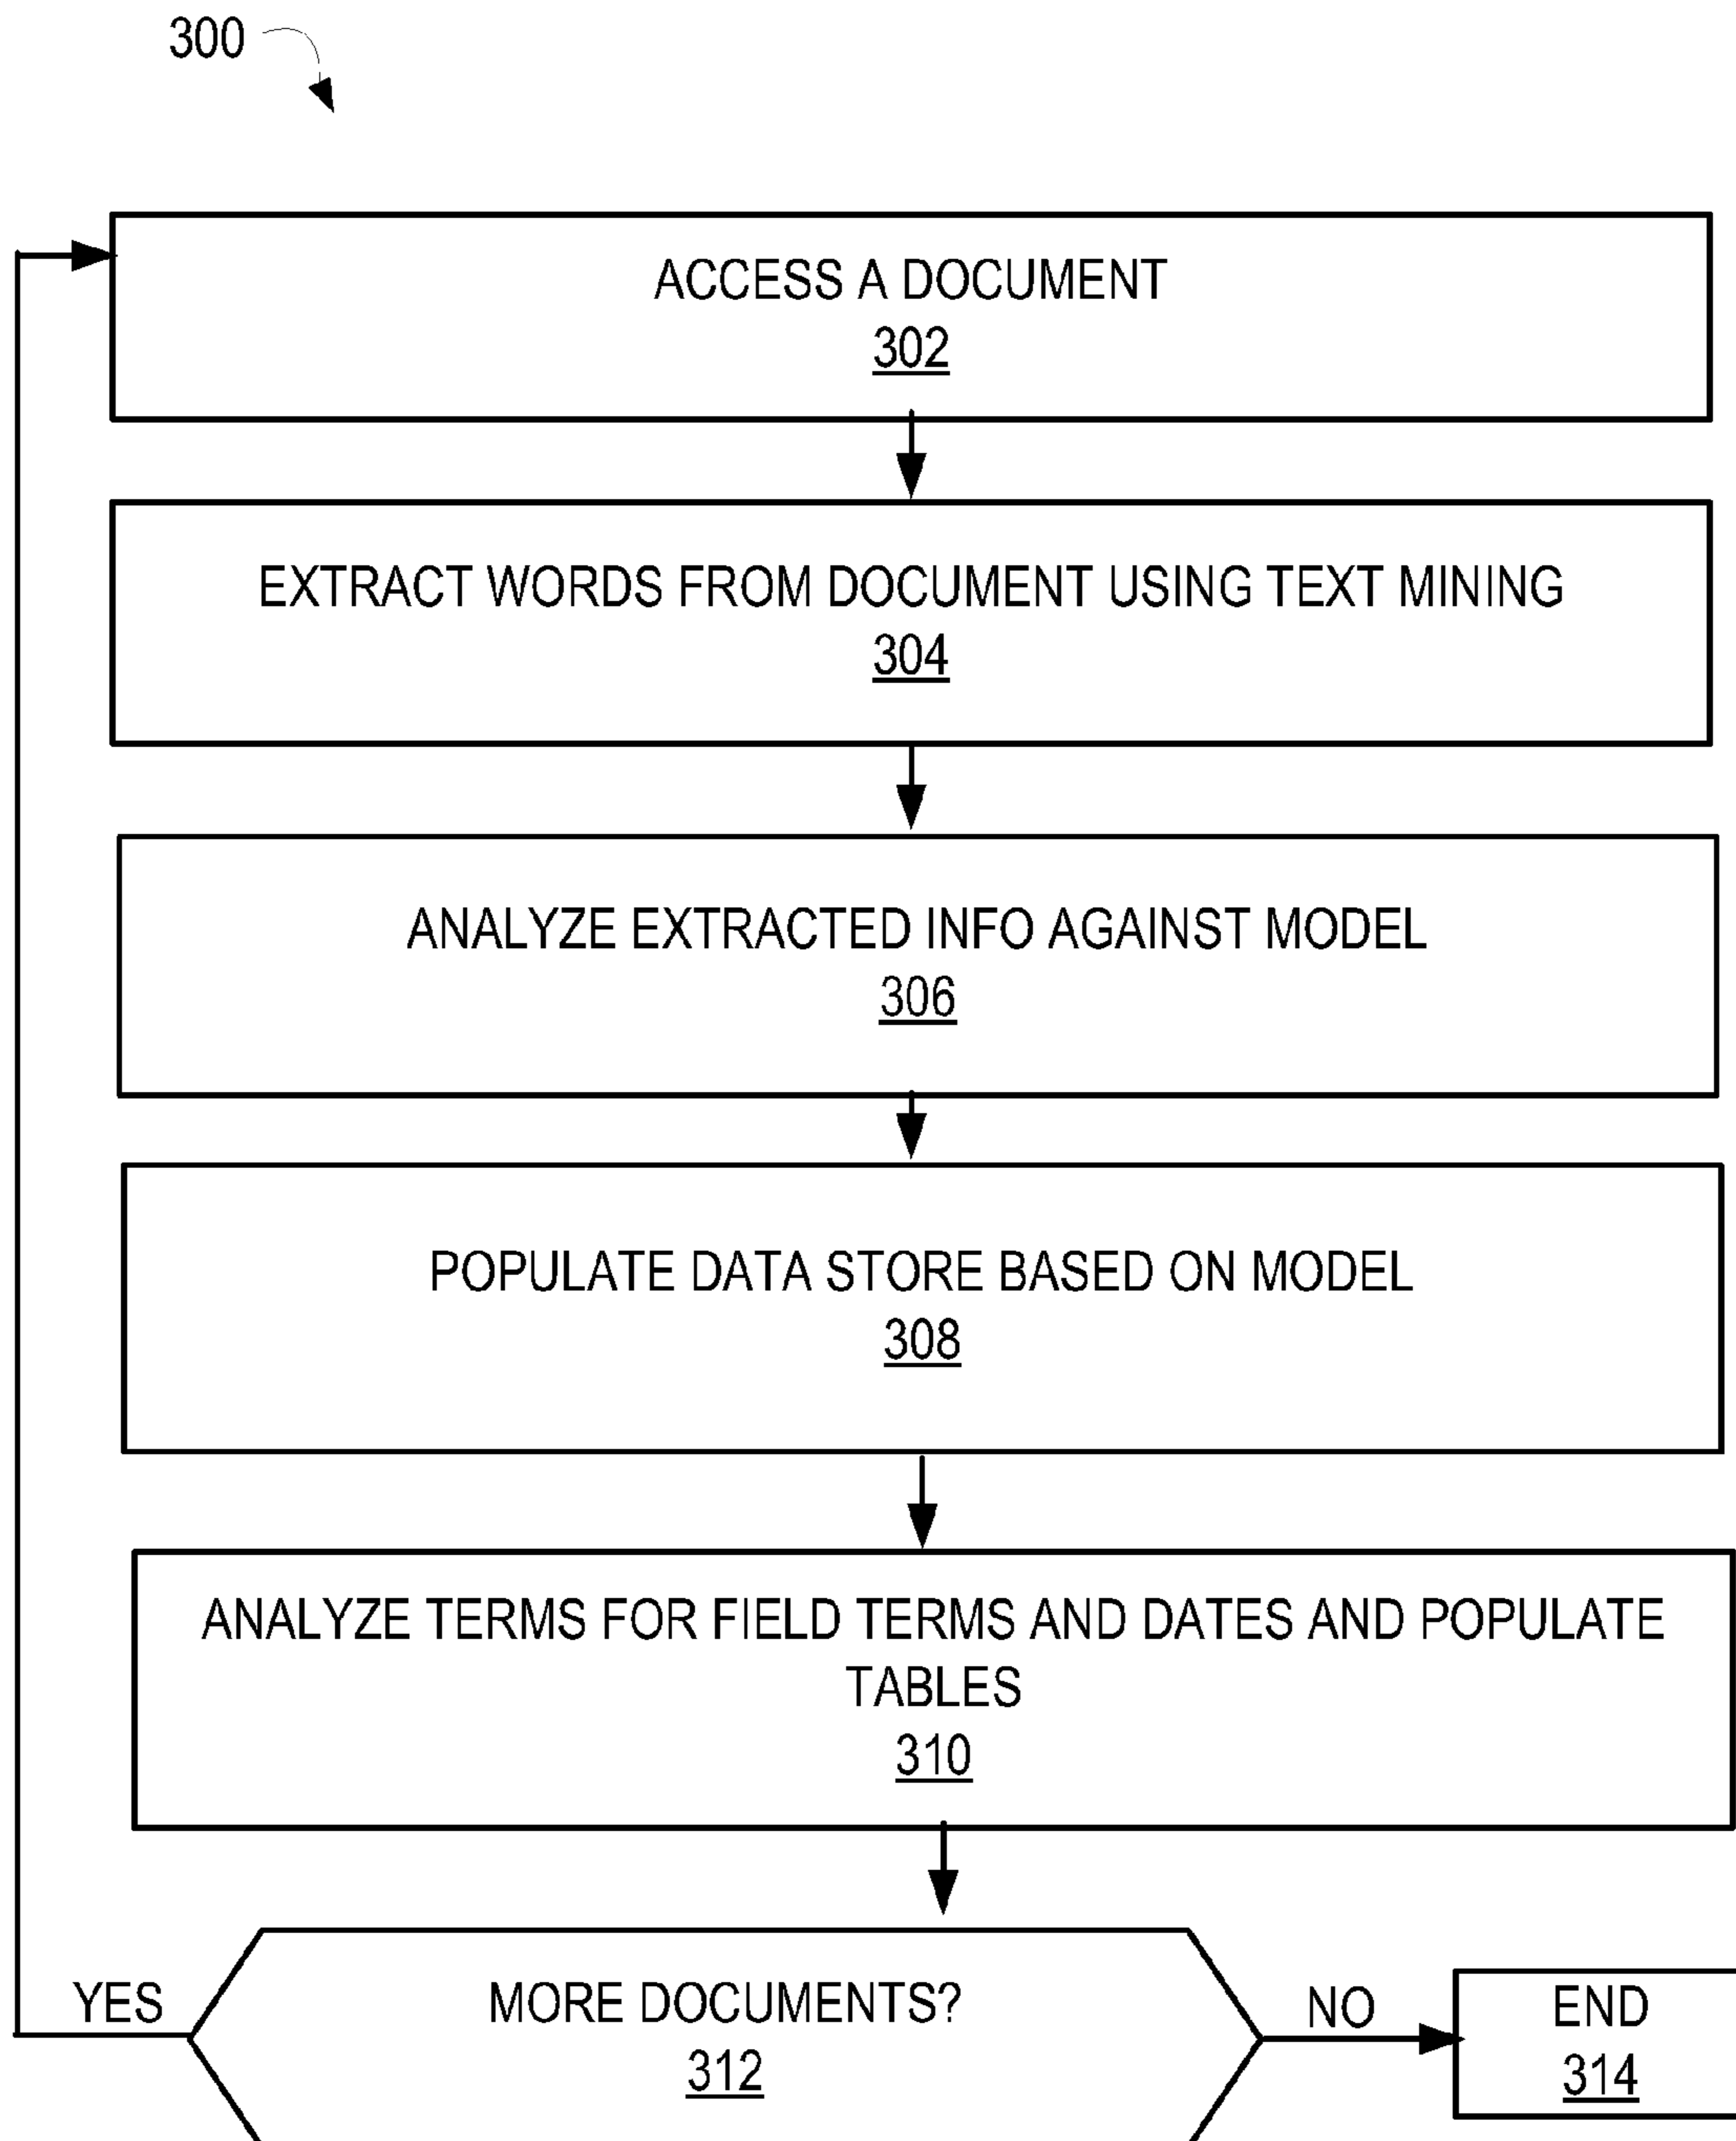 300
ACCESS A DOCUMENT
302
EXTRACT WORDS FROM DOCUMENT USING TEXT MINING
304
ANALYZE EXTRACTED INFO AGAINST MODEL
306
POPULATE DATA STORE BASED ON MODEL
308
ANALYZE TERMS FOR FIELD TERMS AND DATES AND POPULATE
TABLES
310
YES
MORE DOCUMENTS?
312
NO
END
314